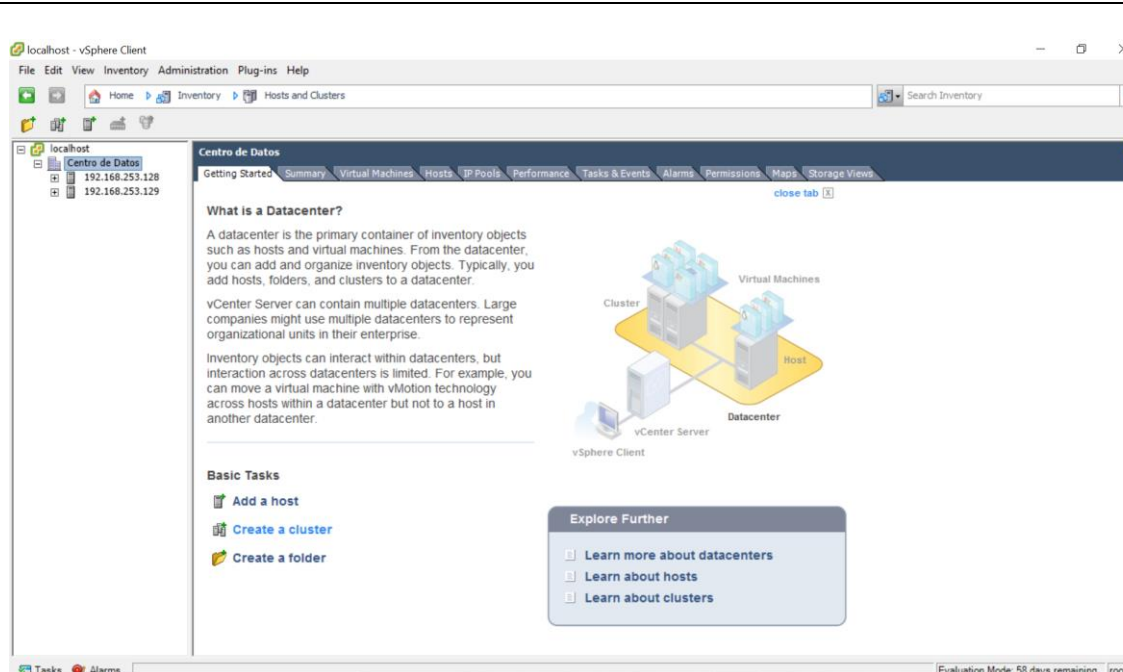 localhost - vSphere Client
File Edit View Inventory Administration Plug-ins Help
Home Inventory Hosts and Clusters
Search Inventory
localhost
Centro de Datos
192.168.253.128
192.168.253.129
Centro de Datos
Getting Started Summary Virtual Machines Hosts IP Pools Performance Tasks & Events Alarms Permissions Maps Storage Views
close tab
What is a Datacenter?
A datacenter is the primary container of inventory objects
such as hosts and virtual machines. From the datacenter,
you can add and organize inventory objects. Typically, you
add hosts, folders, and clusters to a datacenter.
vCenter Server can contain multiple datacenters. Large
companies might use multiple datacenters to represent
organizational units in their enterprise.
Inventory objects can interact within datacenters, but
interaction across datacenters is limited. For example, you
can move a virtual machine with vMotion technology
across hosts within a datacenter but not to a host in
another datacenter.
Virtual Machines
Cluster
Host
Datacenter
vCenter Server
vSphere Client
Basic Tasks
Add a host
Create a cluster
Create a folder
Explore Further
Learn more about datacenters
Learn about hosts
Learn about clusters
Tasks Alarms
Evaluation Mode: 58 days remaining